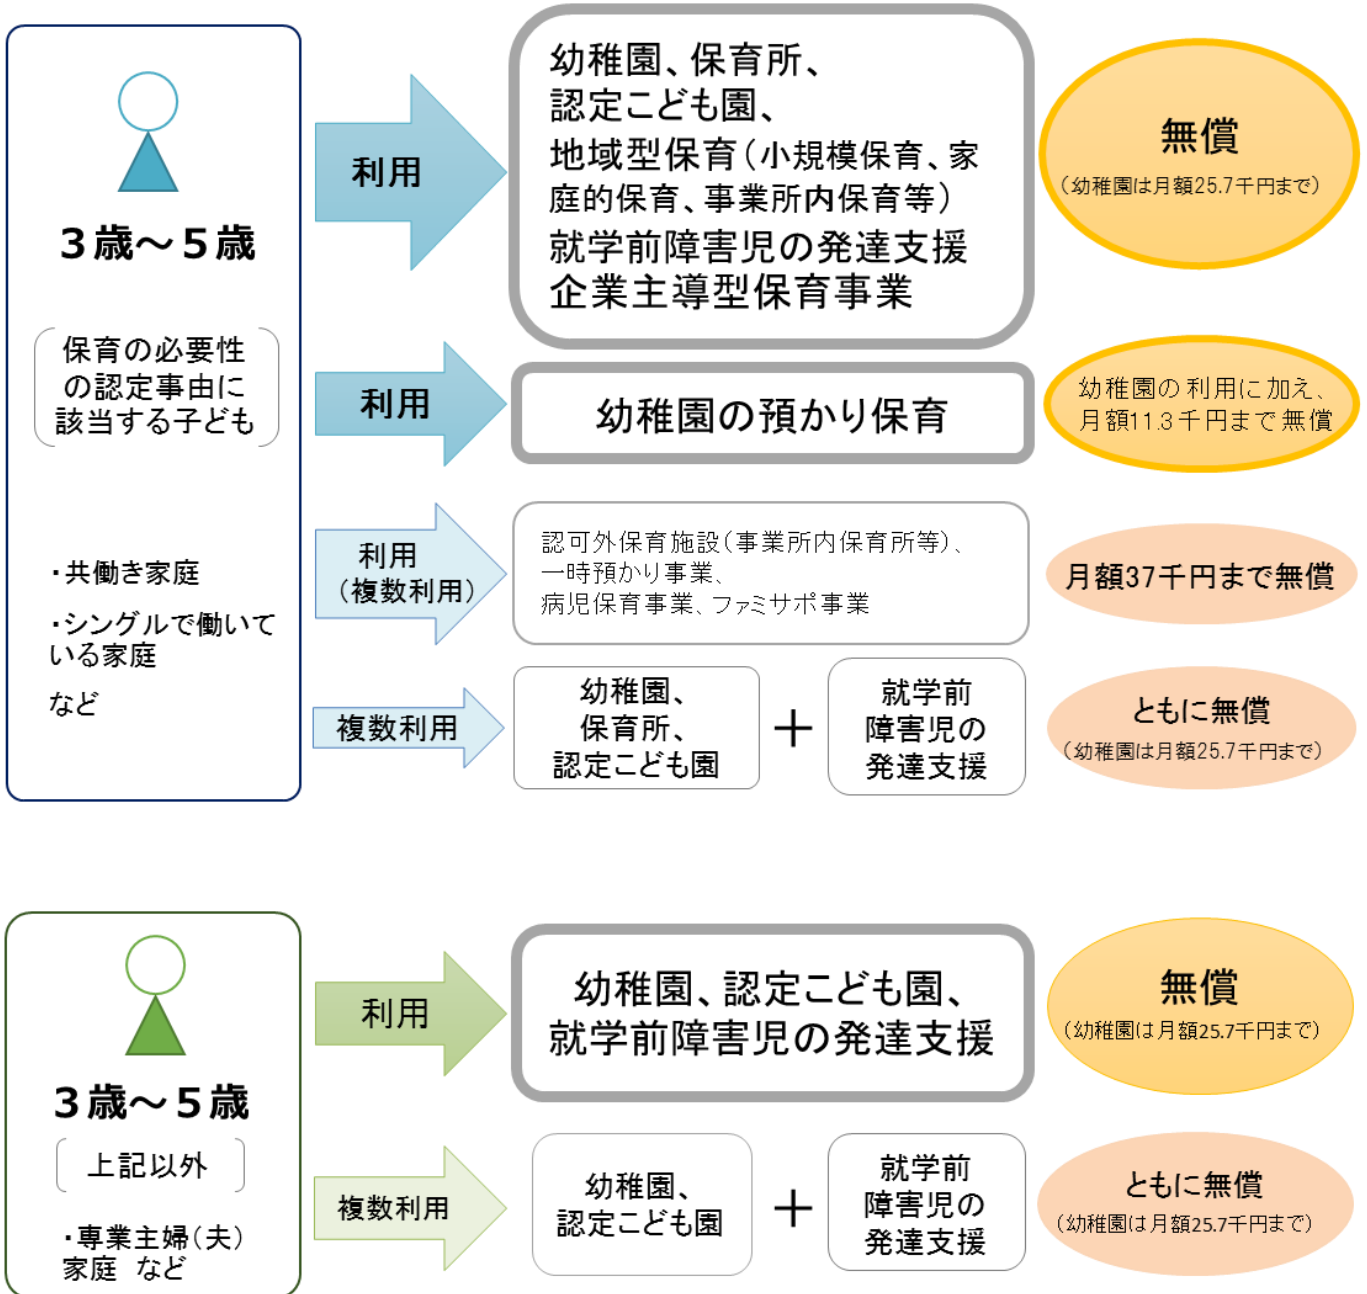 ３歳～５歳
保育の必要性
の認定事由に
該当する子ども
・共働き家庭
・シングルで働いて
いる家庭
など
利用
幼稚園、保育所、
認定こども園、
地域型保育（小規模保育、家
庭的保育、事業所内保育等）
就学前障害児の発達支援
企業主導型保育事業
無償
（幼稚園は月額25.7千円まで）
利用
幼稚園の預かり保育
幼稚園の利用に加え、
月額11.3千円まで無償
利用
（複数利用）
認可外保育施設（事業所内保育所等）、
一時預かり事業、
病児保育事業、ファミサポ事業
月額37千円まで無償
複数利用
幼稚園、
保育所、
認定こども園
＋
就学前
障害児の
発達支援
ともに無償
（幼稚園は月額25.7千円まで）
３歳～５歳
上記以外
・専業主婦（夫）
家庭 など
利用
幼稚園、認定こども園、
就学前障害児の発達支援
無償
（幼稚園は月額25.7千円まで）
複数利用
幼稚園、
認定こども園
＋
就学前
障害児の
発達支援
ともに無償
（幼稚園は月額25.7千円まで）